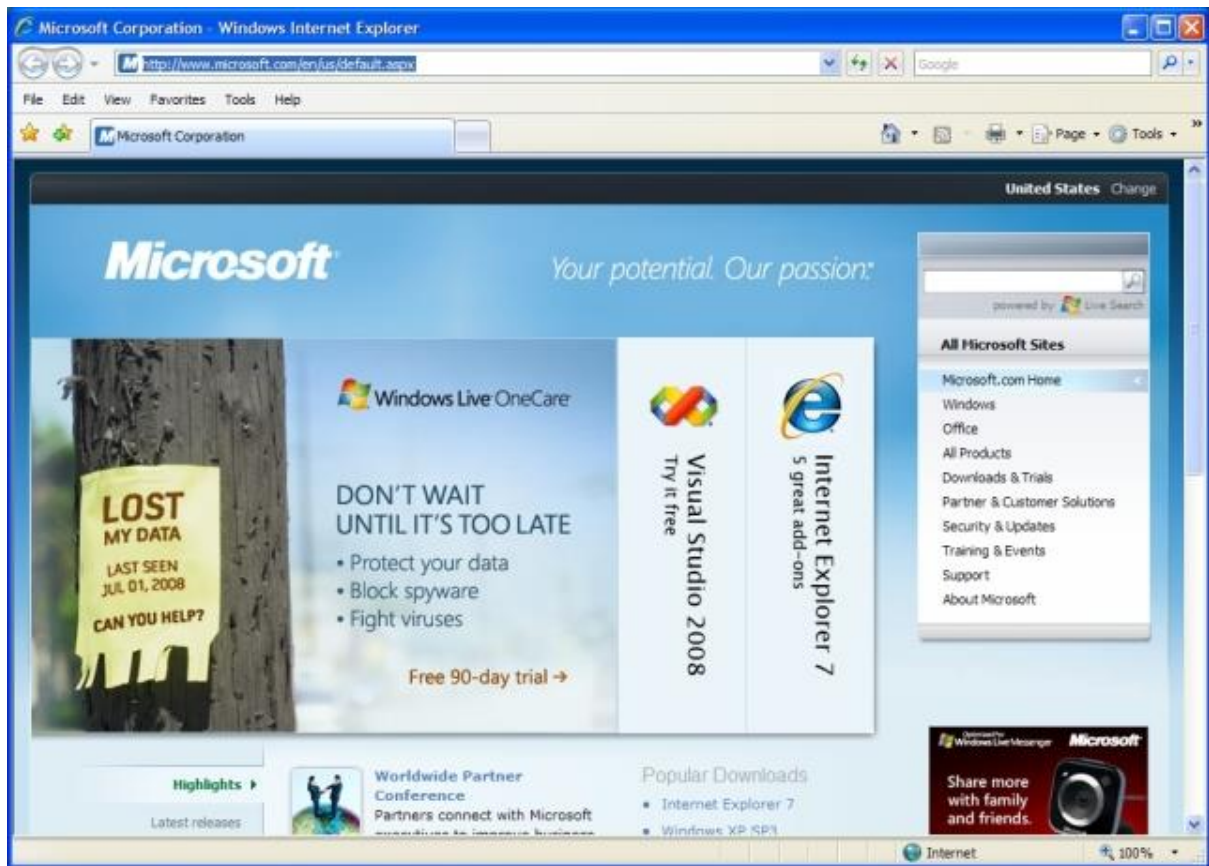 Microsoft Corporation - Windows Internet Explorer
http://www.microsoft.com/en/us/default.aspx
Google
File Edit View Favorites Tools Help
Microsoft Corporation
Page Tools
United States Change
Microsoft
Your potential. Our passion.™
powered by Live Search
All Microsoft Sites
Microsoft.com Home
Windows
Office
All Products
Downloads & Trials
Partner & Customer Solutions
Security & Updates
Training & Events
Support
About Microsoft
LOST
MY DATA
LAST SEEN
JUL 01, 2008
CAN YOU HELP?
Windows Live OneCare
DON'T WAIT
UNTIL IT'S TOO LATE
• Protect your data
• Block spyware
• Fight viruses
Free 90-day trial →
Visual Studio 2008
Try it free
Internet Explorer 7
5 great add-ons
Highlights
Latest releases
Worldwide Partner
Conference
Partners connect with Microsoft
executives to improve business
Popular Downloads
• Internet Explorer 7
• Windows XP SP3
Windows Live Messenger Microsoft
Share more
with family
and friends.
Internet 100%